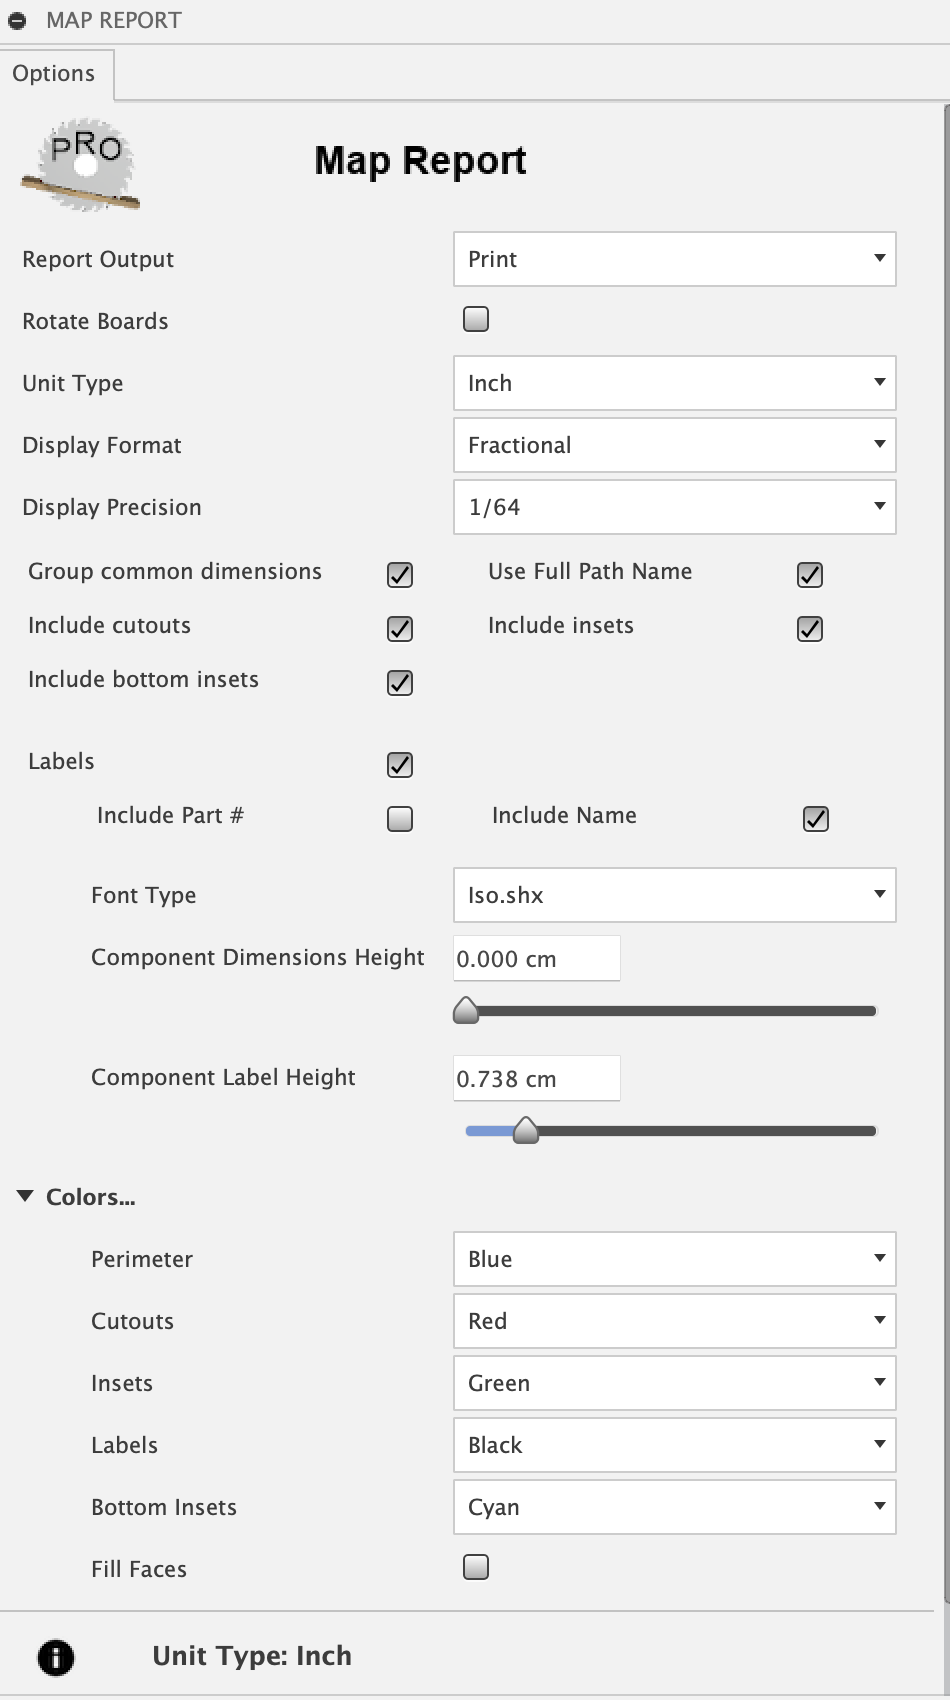 MAP REPORT
Options
PRO
Map Report
Report Output Print
Rotate Boards
Unit Type Inch
Display Format Fractional
Display Precision 1/64
Group common dimensions Use Full Path Name
Include cutouts Include insets
Include bottom insets
Labels
Include Part # Include Name
Font Type Iso.shx
Component Dimensions Height 0.000 cm
Component Label Height 0.738 cm
Colors...
Perimeter Blue
Cutouts Red
Insets Green
Labels Black
Bottom Insets Cyan
Fill Faces
Unit Type: Inch